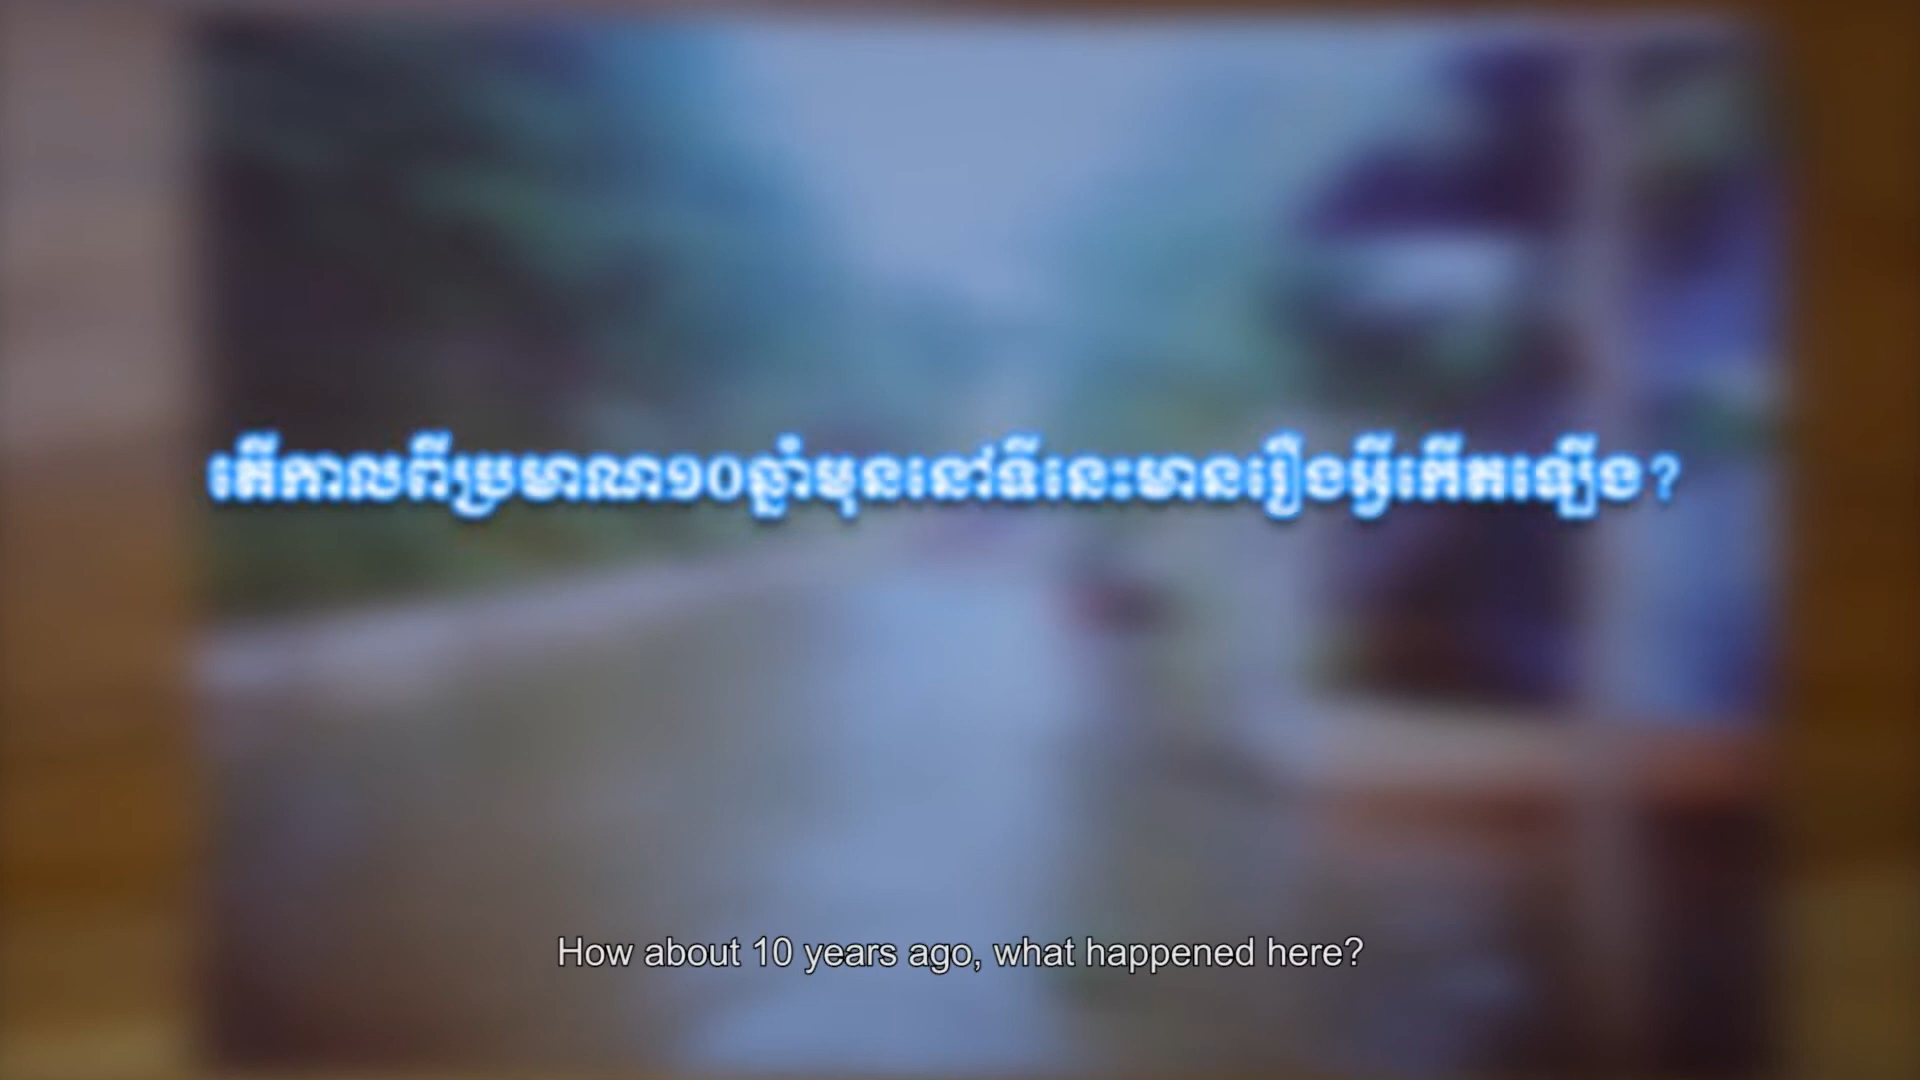 តើកាលពីប្រមាណ១០ឆ្នាំមុននៅទីនេះមានរឿងអ្វីកើតឡើង?
How about 10 years ago, what happened here?